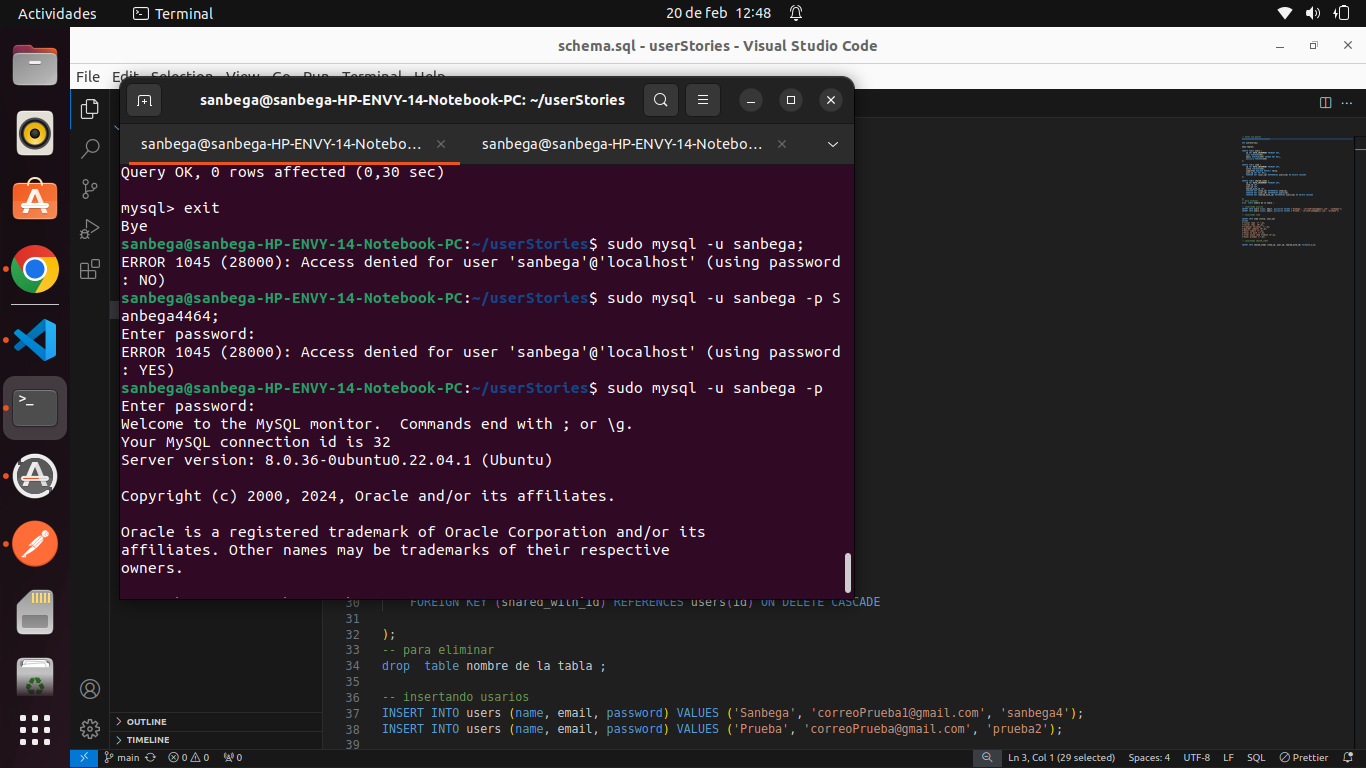 Actividades
Terminal
20 de feb 12:48
schema.sql - userStories - Visual Studio Code
File Edit Selection View Go Run Terminal Help
sanbega@sanbega-HP-ENVY-14-Notebook-PC: ~/userStories
sanbega@sanbega-HP-ENVY-14-Notebo...
sanbega@sanbega-HP-ENVY-14-Notebo...
Query OK, 0 rows affected (0,30 sec)
mysql> exit
Bye
sanbega@sanbega-HP-ENVY-14-Notebook-PC:~/userStories$ sudo mysql -u sanbega;
ERROR 1045 (28000): Access denied for user 'sanbega'@'localhost' (using password
: NO)
sanbega@sanbega-HP-ENVY-14-Notebook-PC:~/userStories$ sudo mysql -u sanbega -p S
anbega4464;
Enter password:
ERROR 1045 (28000): Access denied for user 'sanbega'@'localhost' (using password
: YES)
sanbega@sanbega-HP-ENVY-14-Notebook-PC:~/userStories$ sudo mysql -u sanbega -p
Enter password:
Welcome to the MySQL monitor.  Commands end with ; or \g.
Your MySQL connection id is 32
Server version: 8.0.36-0ubuntu0.22.04.1 (Ubuntu)
Copyright (c) 2000, 2024, Oracle and/or its affiliates.
Oracle is a registered trademark of Oracle Corporation and/or its
affiliates. Other names may be trademarks of their respective
owners.
30 FOREIGN KEY (shared_with_id) REFERENCES users(id) ON DELETE CASCADE
31
32 );
33 -- para eliminar
34 drop  table nombre de la tabla ;
35
36 -- insertando usarios
37 INSERT INTO users (name, email, password) VALUES ('Sanbega', 'correoPrueba1@gmail.com', 'sanbega4');
38 INSERT INTO users (name, email, password) VALUES ('Prueba', 'correoPrueba@gmail.com', 'prueba2');
39
OUTLINE
TIMELINE
main
0 0
0
Ln 3, Col 1 (29 selected)
Spaces: 4
UTF-8
LF
SQL
Prettier